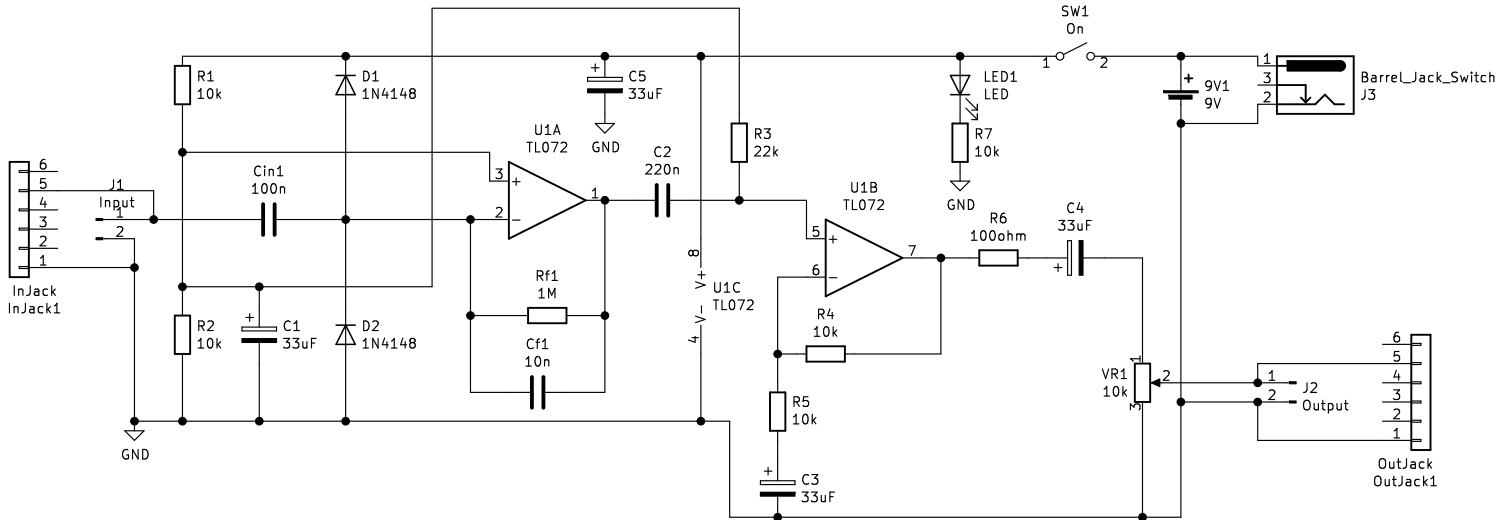 SW1
On
1
2
R1
10k
D1
1N4148
+
C5
33uF
GND
LED1
LED
R7
10k
GND
+
9V1
9V
1
3
2
Barrel_Jack_Switch
J3
U1A
TL072
3
+
2
−
1
C2
220n
R3
22k
6
5
4
3
2
1
InJack
InJack1
J1
Input
1
2
Cin1
100n
U1B
TL072
5
+
6
−
7
R6
100ohm
C4
33uF
+
8
V+
U1C
TL072
V-
4
Rf1
1M
Cf1
10n
R2
10k
+
C1
33uF
D2
1N4148
GND
R4
10k
R5
10k
+
C3
33uF
VR1
10k
1
2
3
1
2
J2
Output
6
5
4
3
2
1
OutJack
OutJack1